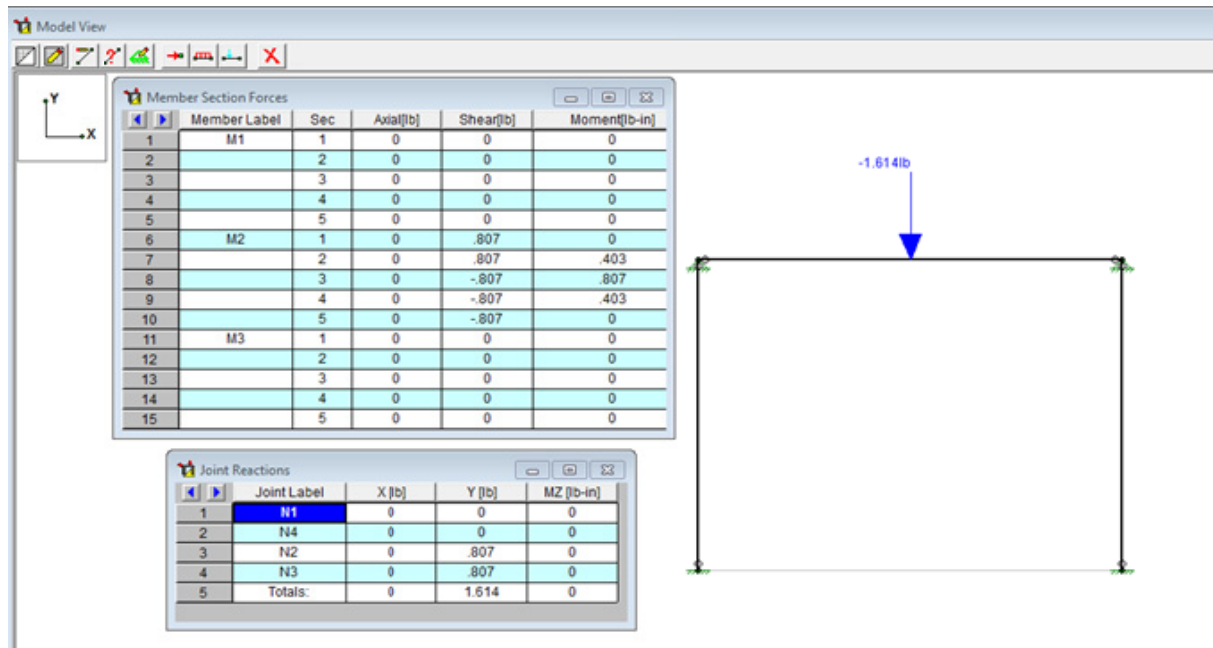 Model View
Y
X
Member Section Forces
Member Label Sec Axial[lb] Shear[lb] Moment[lb-in]
1 M1 1 0 0 0
2 2 0 0 0
3 3 0 0 0
4 4 0 0 0
5 5 0 0 0
6 M2 1 0 .807 0
7 2 0 .807 .403
8 3 0 -.807 .807
9 4 0 -.807 .403
10 5 0 -.807 0
11 M3 1 0 0 0
12 2 0 0 0
13 3 0 0 0
14 4 0 0 0
15 5 0 0 0
-1.614lb
Joint Reactions
Joint Label X [lb] Y [lb] MZ [lb-in]
1 N1 0 0 0
2 N4 0 0 0
3 N2 0 .807 0
4 N3 0 .807 0
5 Totals: 0 1.614 0